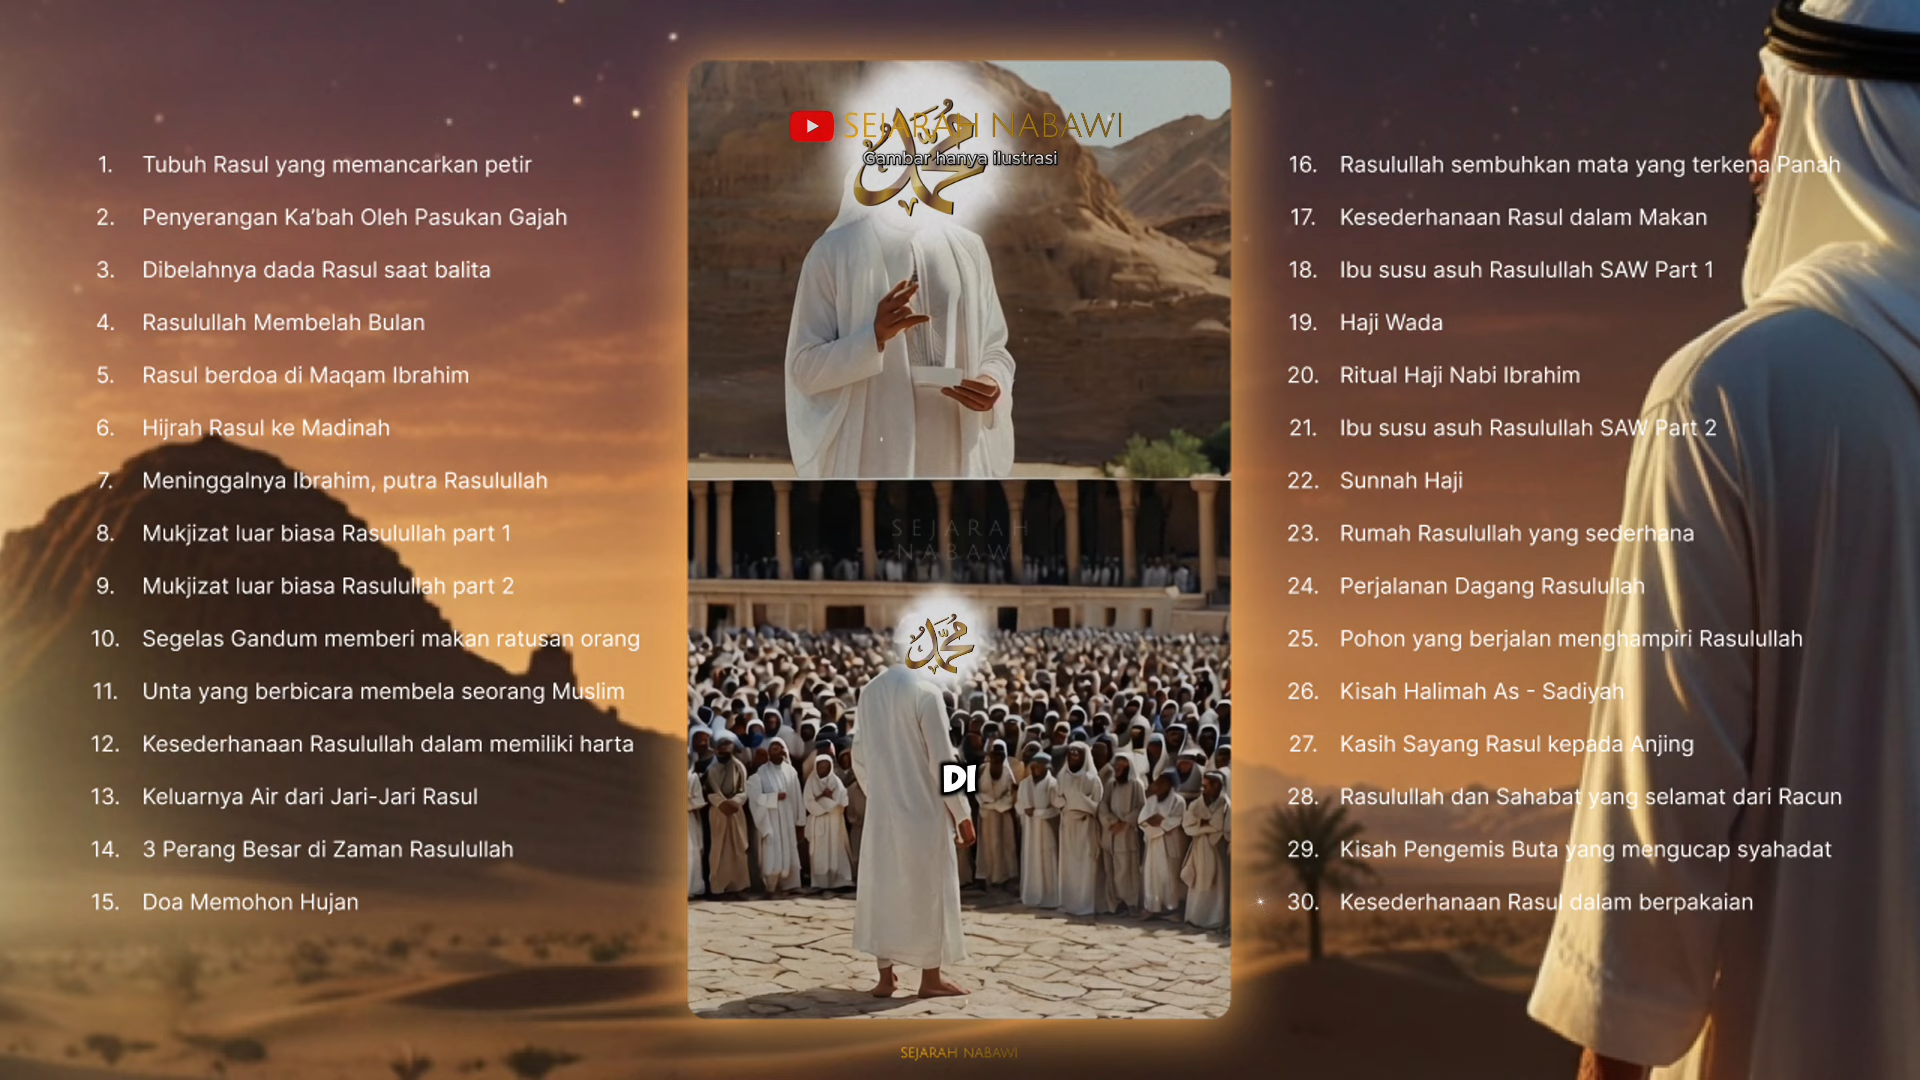 1. Tubuh Rasul yang memancarkan petir
2. Penyerangan Ka’bah Oleh Pasukan Gajah
3. Dibelahnya dada Rasul saat balita
4. Rasulullah Membelah Bulan
5. Rasul berdoa di Maqam Ibrahim
6. Hijrah Rasul ke Madinah
7. Meninggalnya Ibrahim, putra Rasulullah
8. Mukjizat luar biasa Rasulullah part 1
9. Mukjizat luar biasa Rasulullah part 2
10. Segelas Gandum memberi makan ratusan orang
11. Unta yang berbicara membela seorang Muslim
12. Kesederhanaan Rasulullah dalam memiliki harta
13. Keluarnya Air dari Jari-Jari Rasul
14. 3 Perang Besar di Zaman Rasulullah
15. Doa Memohon Hujan
SEJARAH NABAWI
Gambar hanya ilustrasi
محمد
SEJARAH
NABAWI
محمد
DI
SEJARAH NABAWI
16. Rasulullah sembuhkan mata yang terkena Panah
17. Kesederhanaan Rasul dalam Makan
18. Ibu susu asuh Rasulullah SAW Part 1
19. Haji Wada
20. Ritual Haji Nabi Ibrahim
21. Ibu susu asuh Rasulullah SAW Part 2
22. Sunnah Haji
23. Rumah Rasulullah yang sederhana
24. Perjalanan Dagang Rasulullah
25. Pohon yang berjalan menghampiri Rasulullah
26. Kisah Halimah As - Sadiyah
27. Kasih Sayang Rasul kepada Anjing
28. Rasulullah dan Sahabat yang selamat dari Racun
29. Kisah Pengemis Buta yang mengucap syahadat
30. Kesederhanaan Rasul dalam berpakaian